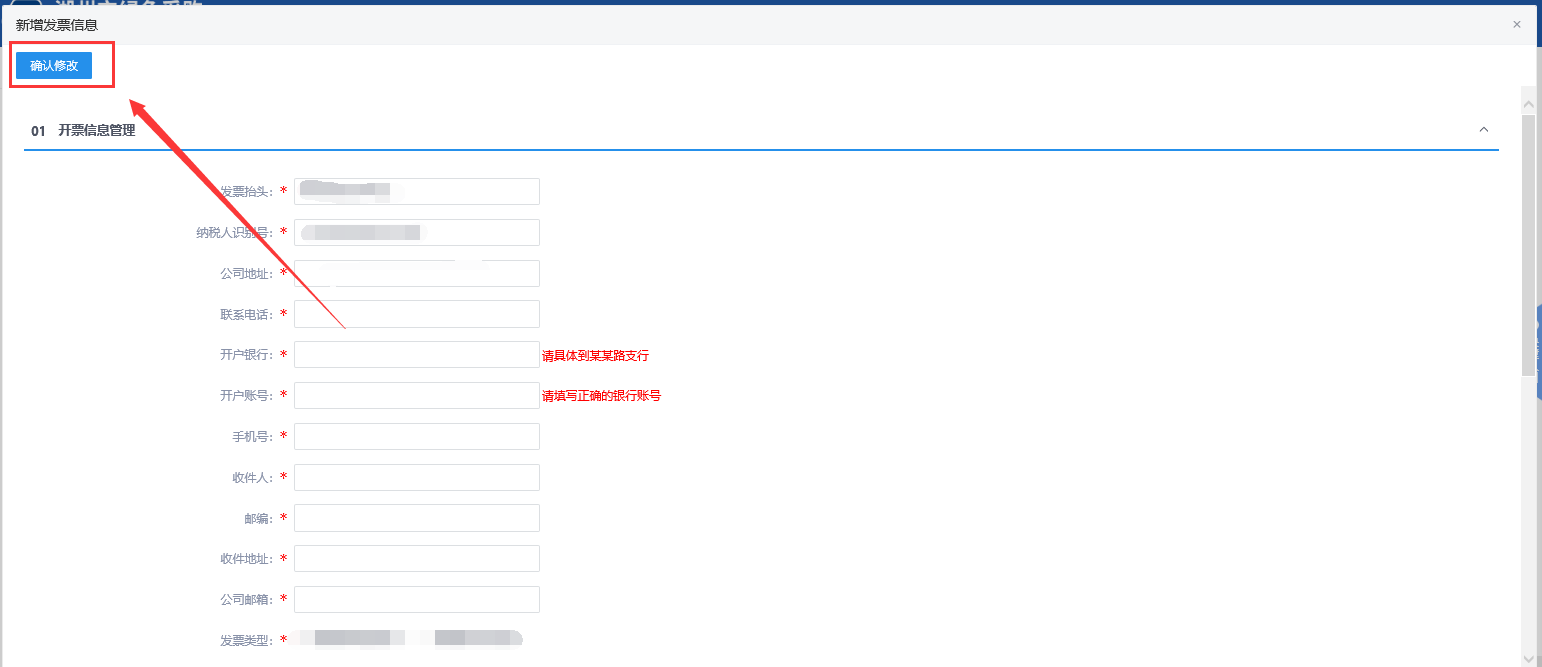 新增发票信息
确认修改
01 开票信息管理
发票抬头: *
纳税人识别号: *
公司地址: *
联系电话: *
开户银行: * 请具体到某某路支行
开户账号: * 请填写正确的银行账号
手机号: *
收件人: *
邮编: *
收件地址: *
公司邮箱: *
发票类型: *